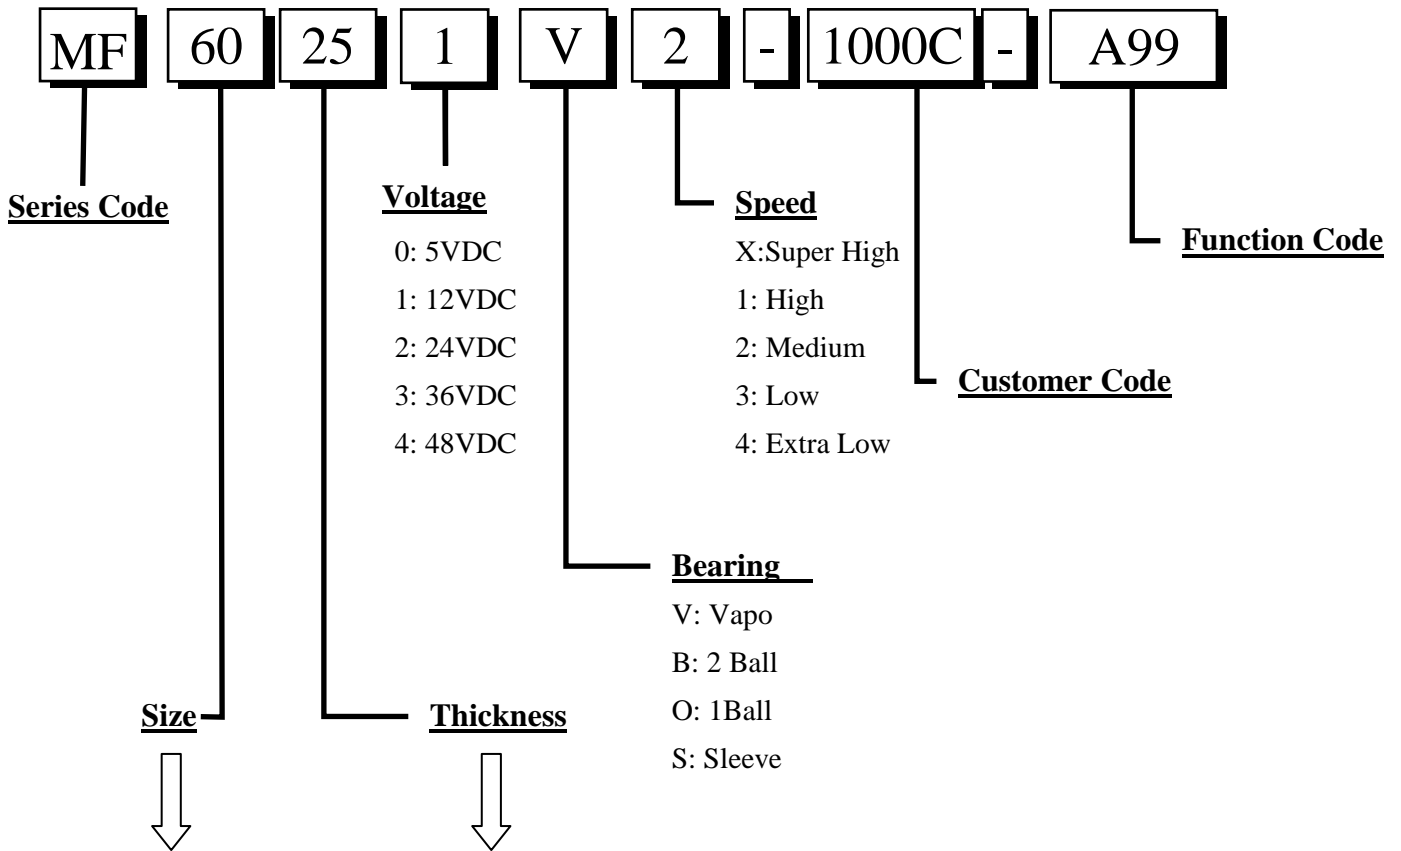 MF 60 25 1 V 2 - 1000C - A99
Series Code
Voltage
0: 5VDC
1: 12VDC
2: 24VDC
3: 36VDC
4: 48VDC
Speed
X:Super High
1: High
2: Medium
3: Low
4: Extra Low
Function Code
Customer Code
Bearing
V: Vapo
B: 2 Ball
O: 1Ball
S: Sleeve
Size
Thickness